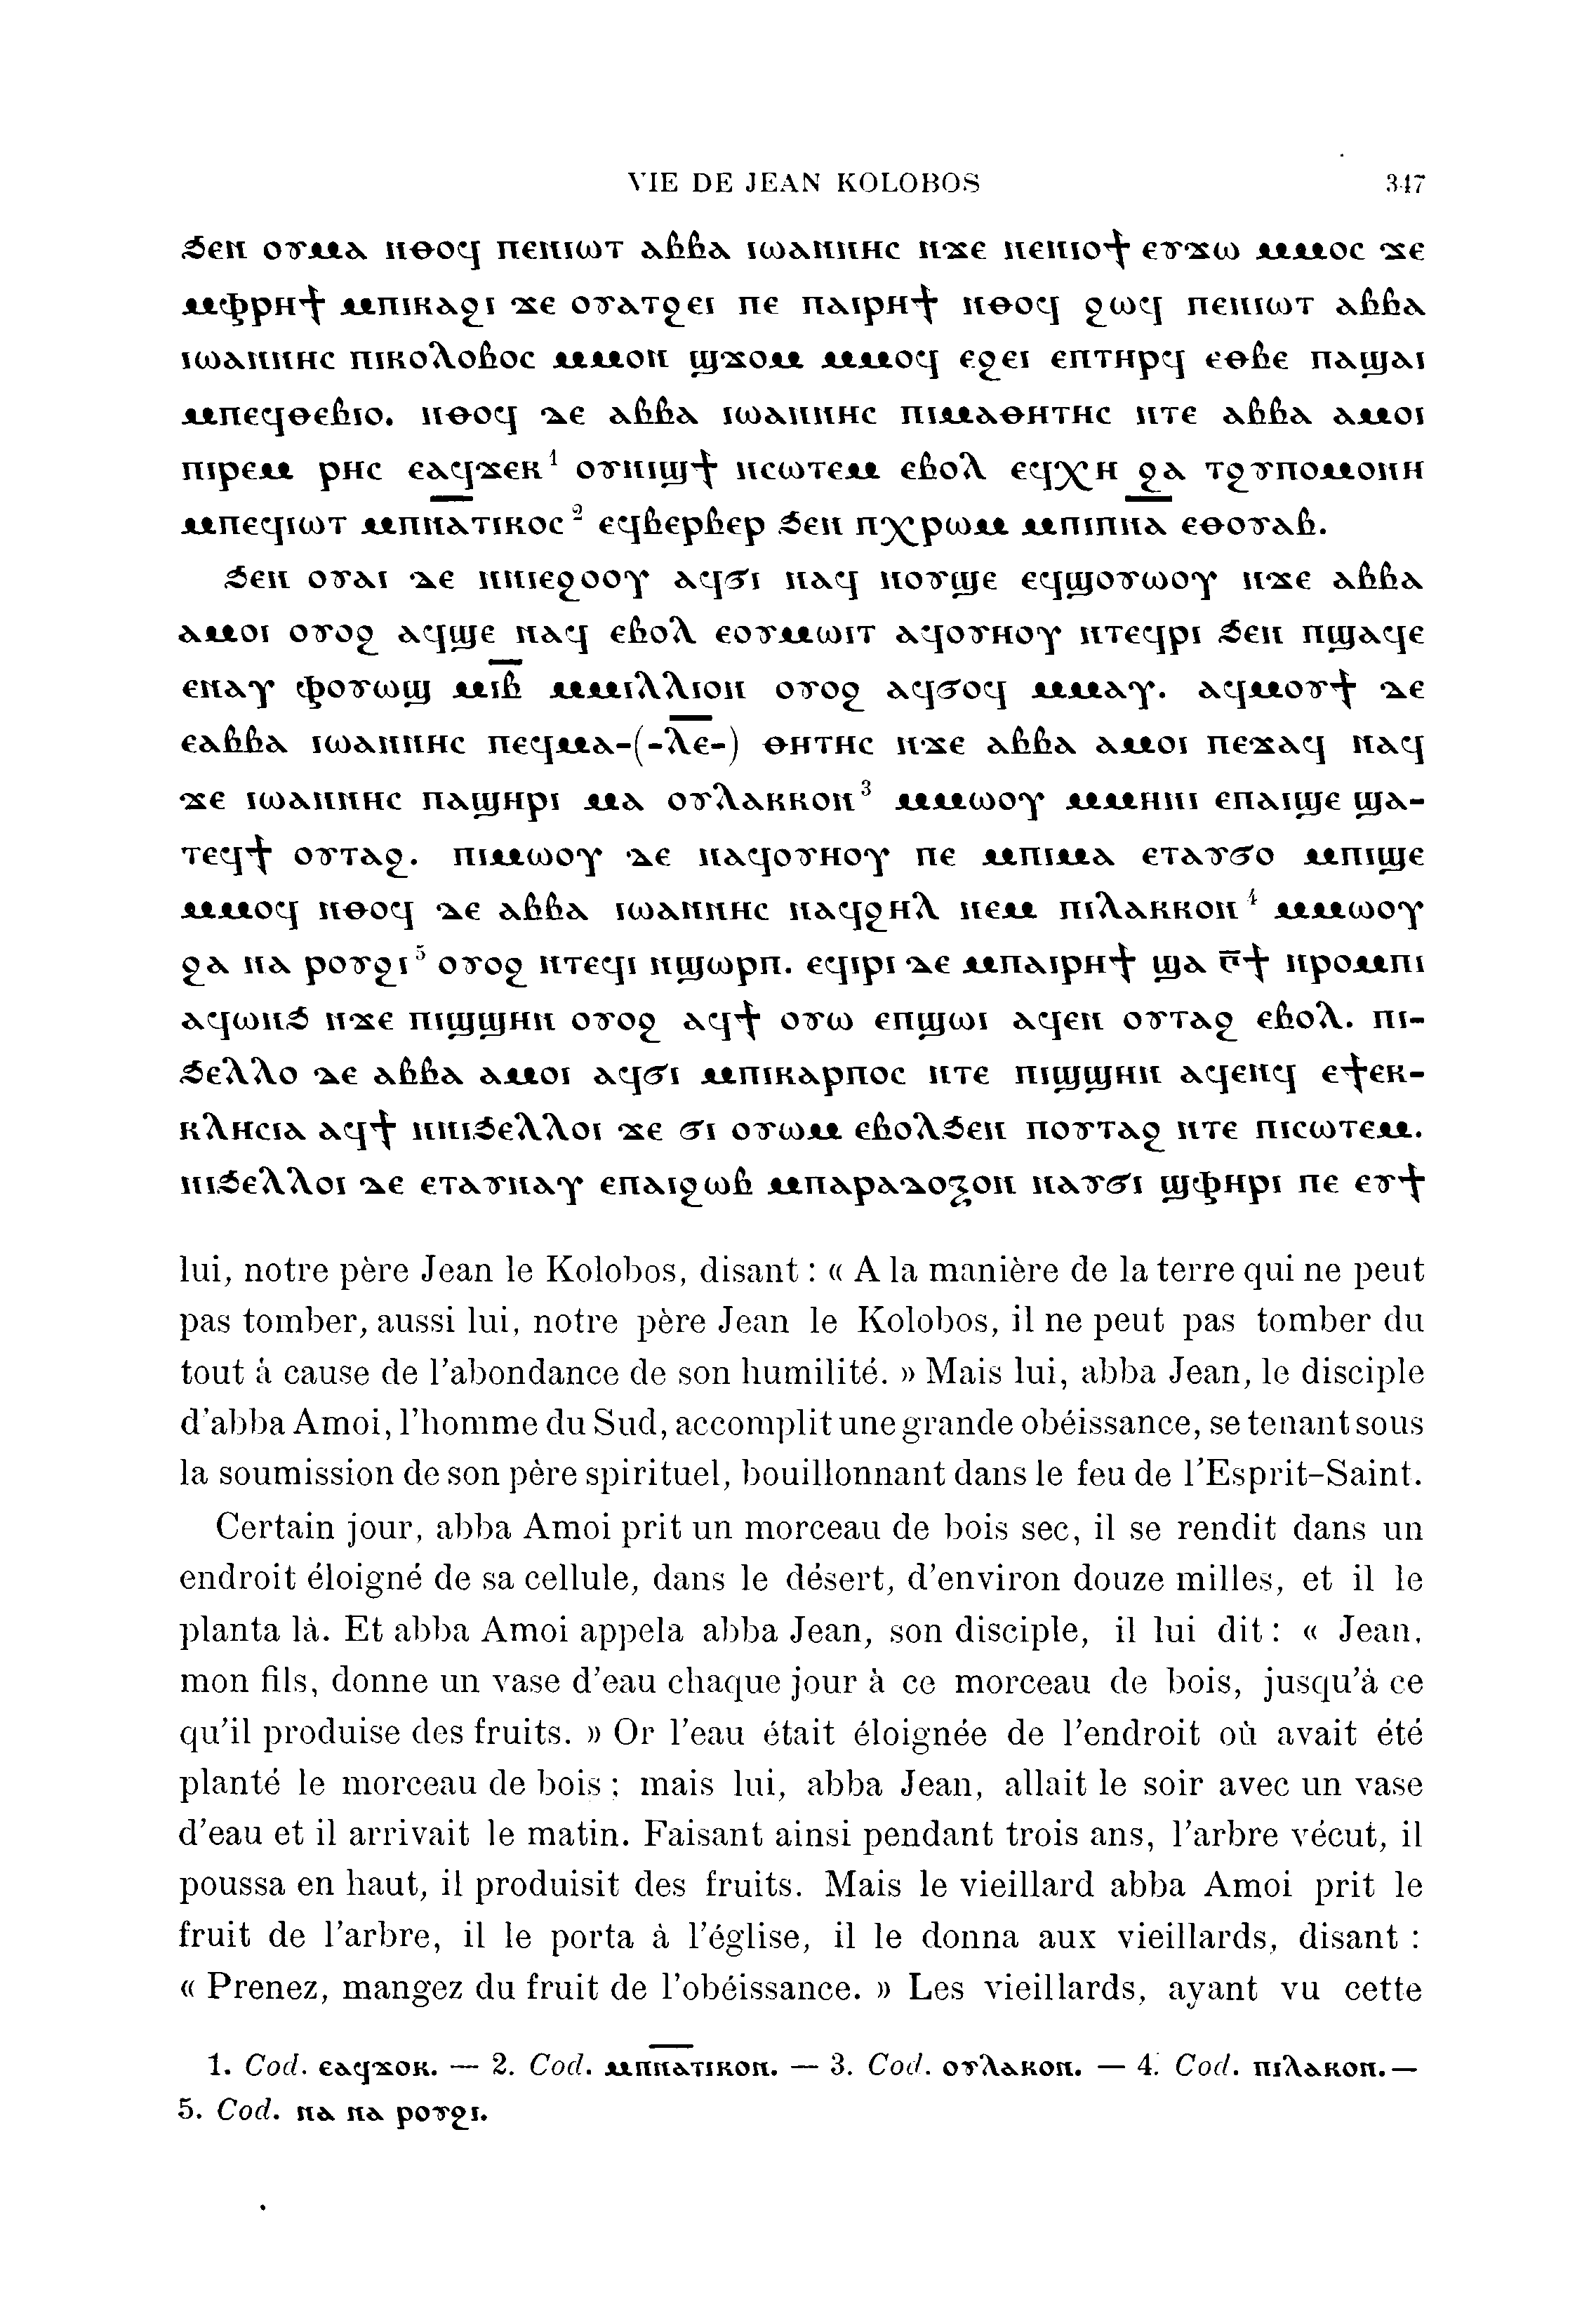 VIE DE JEAN KOLOBOS 347
ϧⲉⲛ ⲟⲩⲙⲁ ⲛⲑⲟϥ ⲡⲉⲛⲓⲱⲧ ⲁⲃⲃⲁ ⲓⲱⲁⲛⲛⲏⲥ ⲛϫⲉ ⲛⲉⲛⲓⲟϯ ⲉⲩϫⲱ ⲙⲙⲟⲥ ϫⲉ
ⲙⲫⲣⲏϯ ⲙⲡⲓⲕⲁϩⲓ ϫⲉ ⲟⲩⲁⲧϩⲉⲓ ⲡⲉ ⲡⲁⲓⲣⲏϯ ⲛⲑⲟϥ ϩⲱϥ ⲡⲉⲛⲓⲱⲧ ⲁⲃⲃⲁ
ⲓⲱⲁⲛⲛⲏⲥ ⲡⲓⲕⲟⲗⲟⲃⲟⲥ ⲙⲙⲟⲛ ϣϫⲟⲙ ⲙⲙⲟϥ ⲉϩⲉⲓ ⲉⲡⲧⲏⲣϥ ⲉⲑⲃⲉ ⲡⲁϣⲁⲓ
ⲙⲡⲉϥⲑⲉⲃⲓⲟ. ⲛⲑⲟϥ ⲇⲉ ⲁⲃⲃⲁ ⲓⲱⲁⲛⲛⲏⲥ ⲡⲓⲙⲁⲑⲏⲧⲏⲥ ⲛⲧⲉ ⲁⲃⲃⲁ ⲁⲙⲟⲓ
ⲡⲓⲣⲉⲙ ⲣⲏⲥ ⲉⲁϥϫⲉⲕ¹ ⲟⲩⲛⲓϣϯ ⲛⲥⲱⲧⲉⲙ ⲉⲃⲟⲗ ⲉϥⲭⲏ ϩⲁ ⲧϩⲩⲡⲟⲙⲟⲛⲏ
ⲙⲡⲉϥⲓⲱⲧ ⲙⲡ̅ⲛ̅ⲁ̅ⲧⲓⲕⲟⲥ² ⲉϥⲃⲉⲣⲃⲉⲣ ϧⲉⲛ ⲡⲭⲣⲱⲙ ⲙⲡⲓⲡ̅ⲛ̅ⲁ̅ ⲉⲑⲟⲩⲁⲃ.
ϧⲉⲛ ⲟⲩⲁⲓ ⲇⲉ ⲛⲛⲓⲉϩⲟⲟⲩ ⲁϥϭⲓ ⲛⲁϥ ⲛⲟⲩϣⲉ ⲉϥϣⲟⲩⲱⲟⲩ ⲛϫⲉ ⲁⲃⲃⲁ
ⲁⲙⲟⲓ ⲟⲩⲟϩ ⲁϥϣⲉ ⲛⲁϥ ⲉⲃⲟⲗ ⲉⲟⲩⲙⲱⲓⲧ ⲁϥⲟⲩⲏⲟⲩ ⲛⲧⲉϥⲣⲓ ϧⲉⲛ ⲡϣⲁϥⲉ
ⲉⲛⲁⲩ ⲫⲟⲩⲱϣ ⲙⲓ̅ⲃ̅ ⲙⲙⲓⲗⲗⲓⲟⲛ ⲟⲩⲟϩ ⲁϥϭⲟϥ ⲙⲙⲁⲩ. ⲁϥⲙⲟⲩϯ ⲇⲉ
ⲉⲁⲃⲃⲁ ⲓⲱⲁⲛⲛⲏⲥ ⲡⲉϥⲙⲁ-(-ⲗ̅ⲉ̅-) ⲑⲏⲧⲏⲥ ⲛϫⲉ ⲁⲃⲃⲁ ⲁⲙⲟⲓ ⲡⲉϫⲁϥ ⲛⲁϥ
ϫⲉ ⲓⲱⲁⲛⲛⲏⲥ ⲡⲁϣⲏⲣⲓ ⲙⲁ ⲟⲩⲗⲁⲕⲕⲟⲛ³ ⲙⲙⲱⲟⲩ ⲙⲙⲏⲛⲓ ⲉⲡⲁⲓϣⲉ ϣⲁ-
ⲧⲉϥϯ ⲟⲩⲧⲁϩ. ⲡⲓⲙⲱⲟⲩ ⲇⲉ ⲛⲁϥⲟⲩⲏⲟⲩ ⲡⲉ ⲙⲡⲓⲙⲁ ⲉⲧⲁⲩϭⲟ ⲙⲡⲓϣⲉ
ⲙⲙⲟϥ ⲛⲑⲟϥ ⲇⲉ ⲁⲃⲃⲁ ⲓⲱⲁⲛⲛⲏⲥ ⲛⲁϥϩⲏⲗ ⲛⲉⲙ ⲡⲓⲗⲁⲕⲕⲟⲛ⁴ ⲙⲙⲱⲟⲩ
ϩⲁ ⲛⲁ ⲣⲟⲩϩⲓ⁵ ⲟⲩⲟϩ ⲛⲧⲉϥⲓ ⲛϣⲱⲣⲡ. ⲉϥⲓⲣⲓ ⲇⲉ ⲙⲡⲁⲓⲣⲏϯ ϣⲁ ⲅ̅ϯ ⲛⲣⲟⲙⲡⲓ
ⲁϥⲱⲛϧ ⲛϫⲉ ⲡⲓϣϣⲏⲛ ⲟⲩⲟϩ ⲁϥϯ ⲟⲩⲱ ⲉⲡϣⲱⲓ ⲁϥⲉⲛ ⲟⲩⲧⲁϩ ⲉⲃⲟⲗ. ⲡⲓ-
ϧⲉⲗⲗⲟ ⲇⲉ ⲁⲃⲃⲁ ⲁⲙⲟⲓ ⲁϥϭⲓ ⲙⲡⲓⲕⲁⲣⲡⲟⲥ ⲛⲧⲉ ⲡⲓϣϣⲏⲛ ⲁϥⲉⲛϥ ⲉϯⲉⲕ-
ⲕⲗⲏⲥⲓⲁ ⲁϥϯ ⲛⲛⲓϧⲉⲗⲗⲟⲓ ϫⲉ ϭⲓ ⲟⲩⲱⲙ ⲉⲃⲟⲗϧⲉⲛ ⲡⲟⲩⲧⲁϩ ⲛⲧⲉ ⲡⲓⲥⲱⲧⲉⲙ.
ⲛⲓϧⲉⲗⲗⲟⲓ ⲇⲉ ⲉⲧⲁⲩⲛⲁⲩ ⲉⲡⲁⲓϩⲱⲃ ⲙⲡⲁⲣⲁⲇⲟⲝⲟⲛ ⲛⲁⲩϭⲓ ϣⲫⲏⲣⲓ ⲡⲉ ⲉⲩϯ
lui, notre père Jean le Kolobos, disant : « A la manière de la terre qui ne peut
pas tomber, aussi lui, notre père Jean le Kolobos, il ne peut pas tomber du
tout à cause de l'abondance de son humilité. » Mais lui, abba Jean, le disciple
d'abba Amoi, l'homme du Sud, accomplit une grande obéissance, se tenant sous
la soumission de son père spirituel, bouillonnant dans le feu de l'Esprit-Saint.
Certain jour, abba Amoi prit un morceau de bois sec, il se rendit dans un
endroit éloigné de sa cellule, dans le désert, d'environ douze milles, et il le
planta là. Et abba Amoi appela abba Jean, son disciple, il lui dit : « Jean,
mon fils, donne un vase d'eau chaque jour à ce morceau de bois, jusqu'à ce
qu'il produise des fruits. » Or l'eau était éloignée de l'endroit où avait été
planté le morceau de bois ; mais lui, abba Jean, allait le soir avec un vase
d'eau et il arrivait le matin. Faisant ainsi pendant trois ans, l'arbre vécut, il
poussa en haut, il produisit des fruits. Mais le vieillard abba Amoi prit le
fruit de l'arbre, il le porta à l'église, il le donna aux vieillards, disant :
« Prenez, mangez du fruit de l'obéissance. » Les vieillards, ayant vu cette
1. Cod. ⲉⲁϥϫⲟⲕ. — 2. Cod. ⲙⲡ̅ⲛ̅ⲁ̅ⲧⲓⲕⲟⲛ. — 3. Cod. ⲟⲩⲗⲁⲕⲟⲛ. — 4. Cod. ⲡⲓⲗⲁⲕⲟⲛ. —
5. Cod. ⲛⲁ ⲛⲁ ⲣⲟⲩϩⲓ.